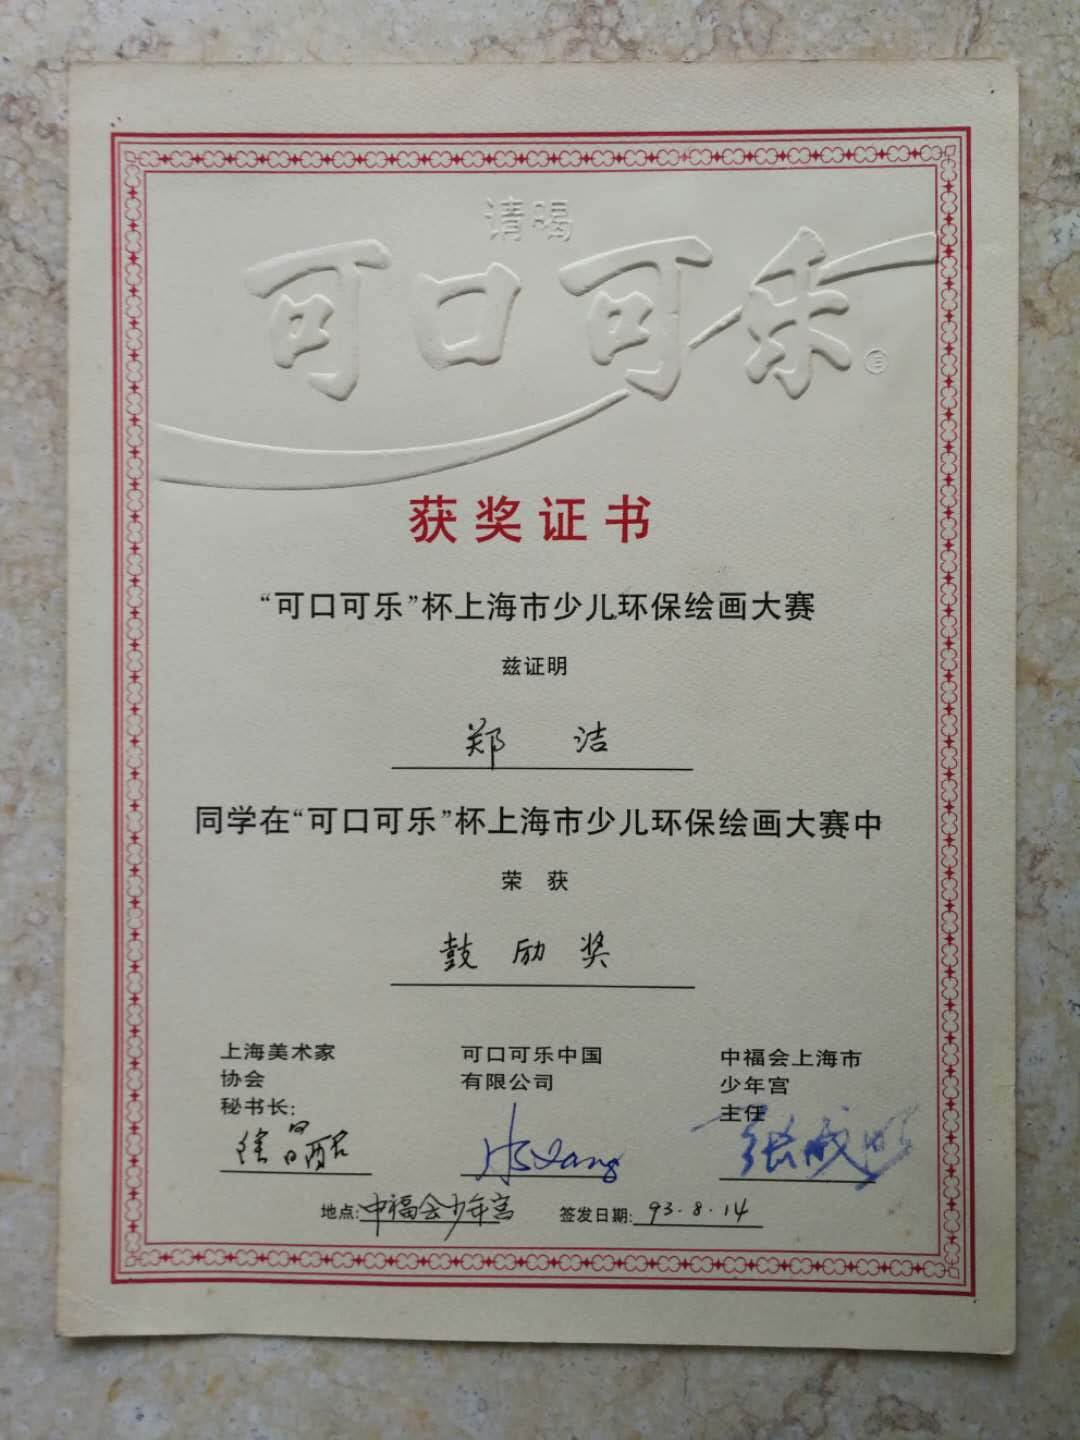 请喝
可口可乐
获奖证书
“可口可乐”杯上海市少儿环保绘画大赛
兹证明
郑 洁
同学在“可口可乐”杯上海市少儿环保绘画大赛中
荣 获
鼓励奖
上海美术家
协会
秘书长:
可口可乐中国
有限公司
中福会上海市
少年宫
主任
地点:中福会少年宫
签发日期:93.8.14